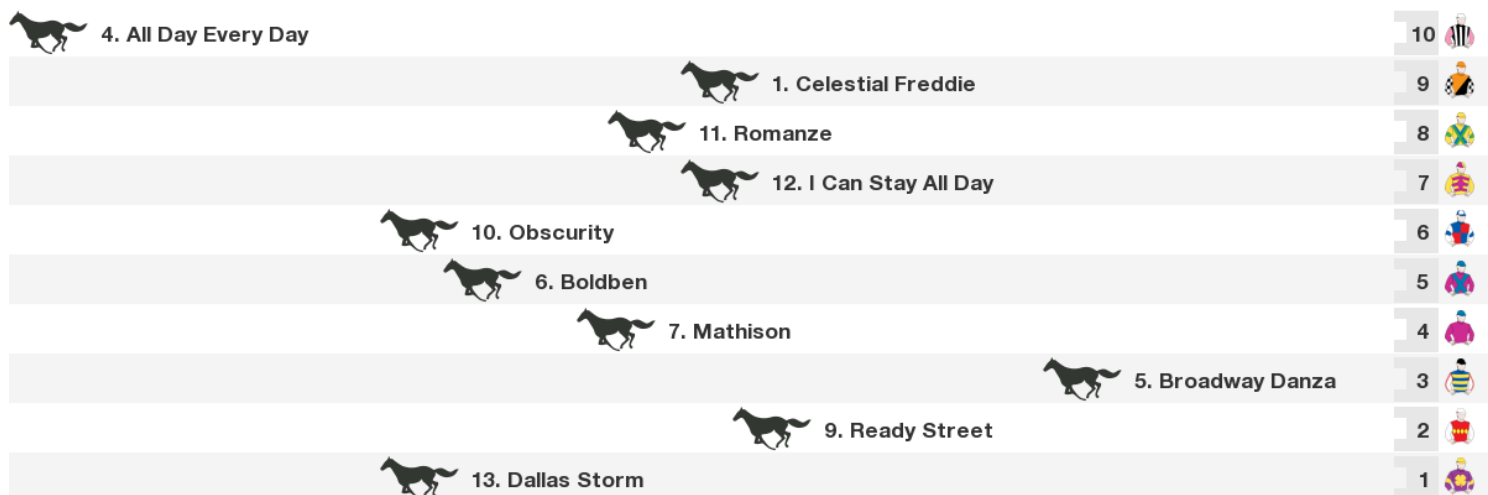 4. All Day Every Day 10
1. Celestial Freddie 9
11. Romanze 8
12. I Can Stay All Day 7
10. Obscurity 6
6. Boldben 5
7. Mathison 4
5. Broadway Danza 3
9. Ready Street 2
13. Dallas Storm 1